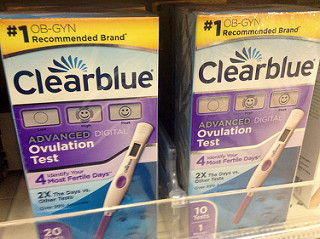 #1 OB-GYN
Recommended Brand*
Clearblue
ADVANCED DIGITAL
Ovulation
Test
4 Identify Your
Most Fertile Days
2X The Days vs.
Other Tests
20
#1 OB-GYN
Recommended Brand*
Clearblue
ADVANCED DIGITAL
Ovulation
Test
4 Identify Your
Most Fertile Days
2X The Days vs.
Other Tests
10
Tests
1